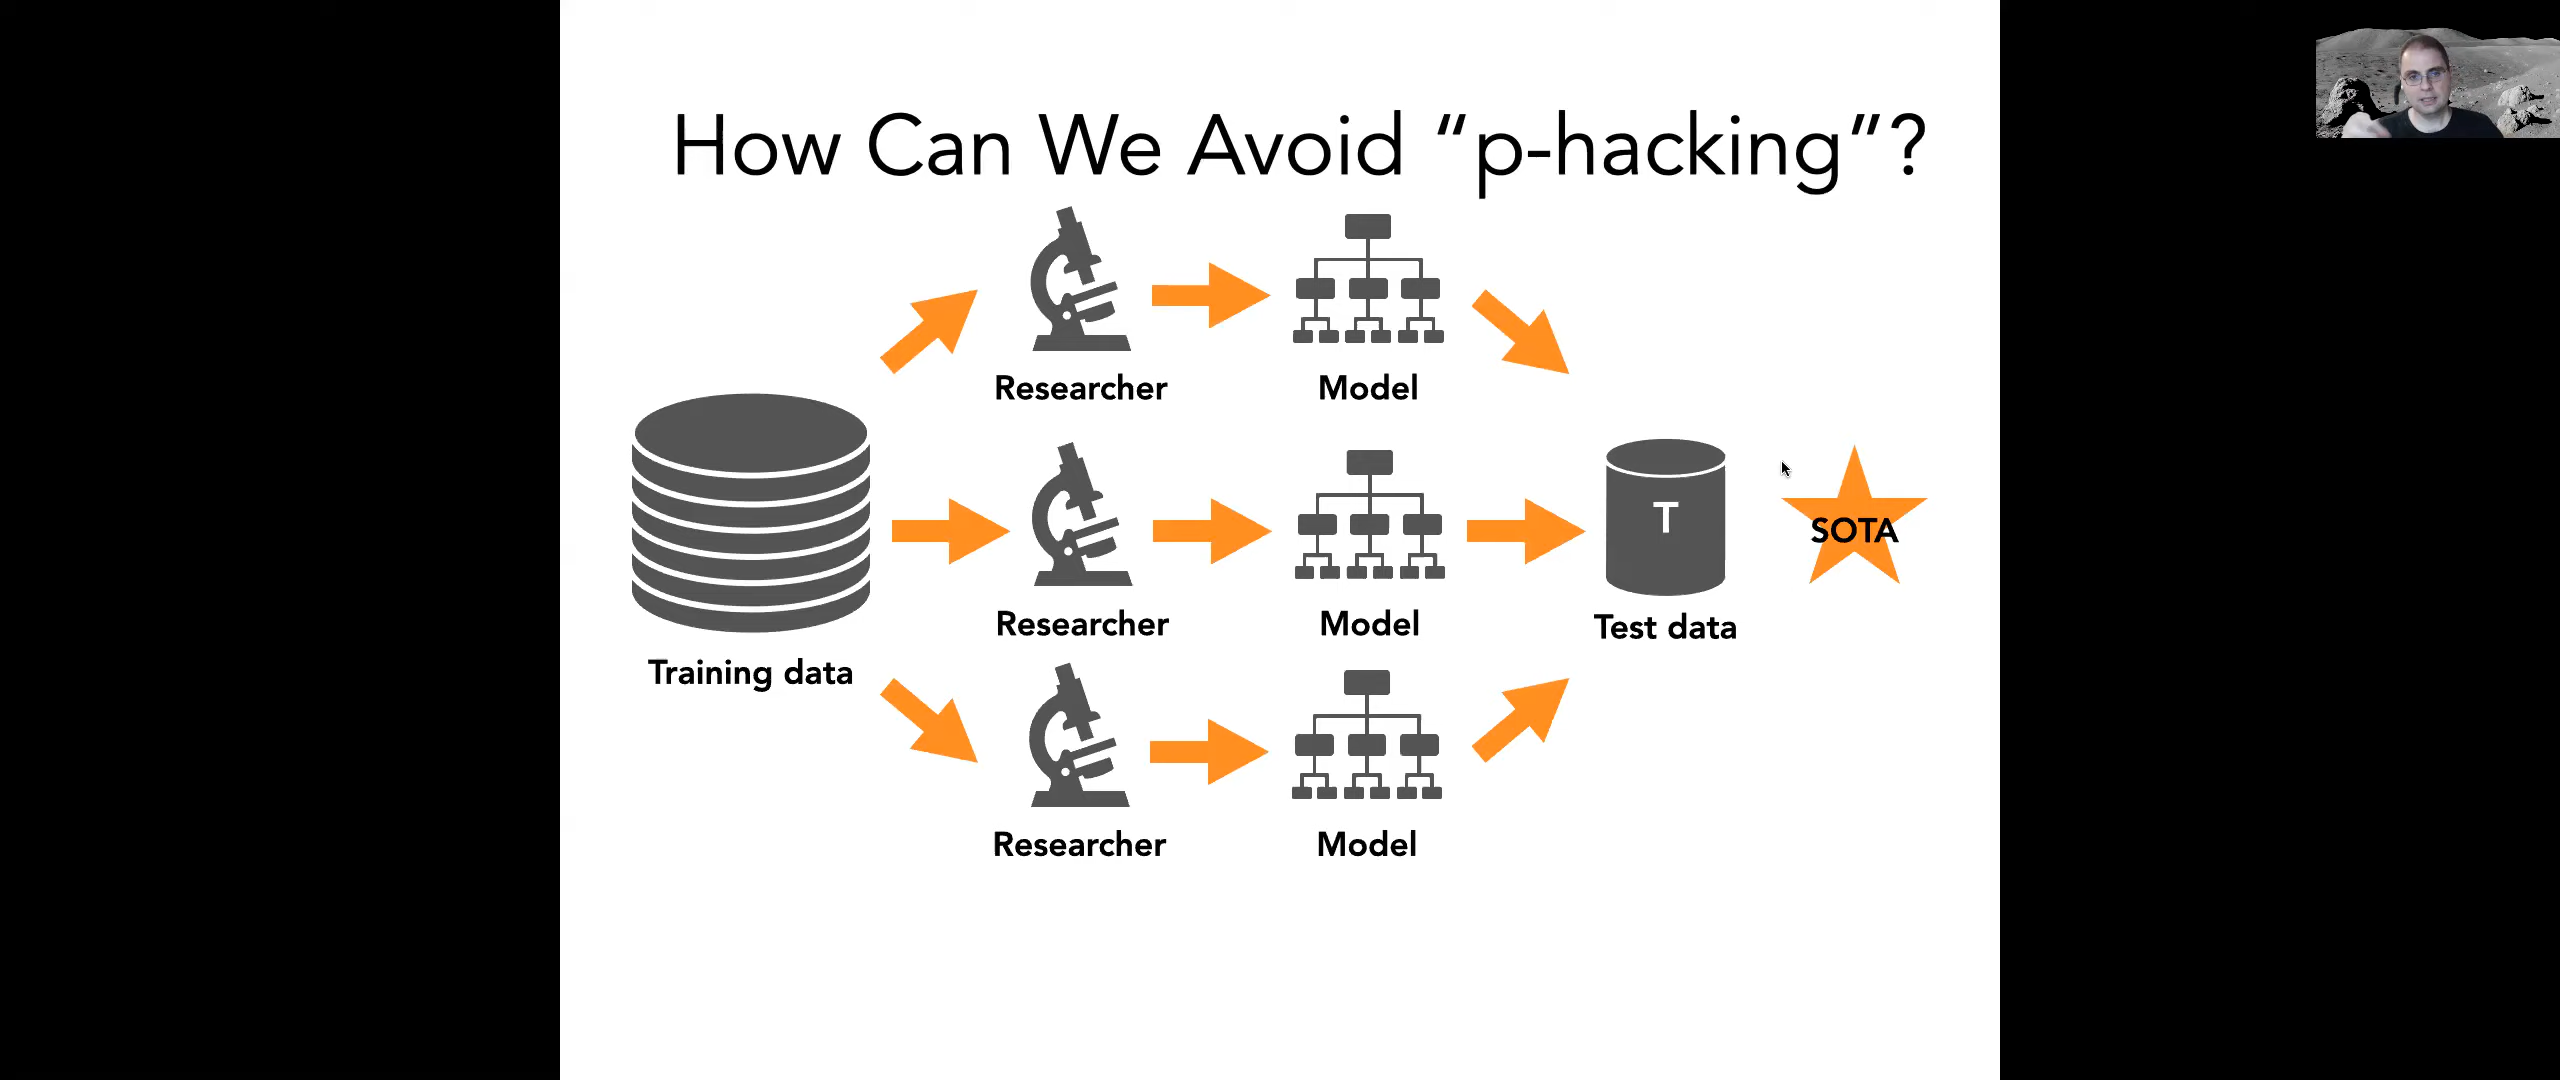 How Can We Avoid “p-hacking”?
Researcher
Model
Training data
Researcher
Model
T
Test data
SOTA
Researcher
Model